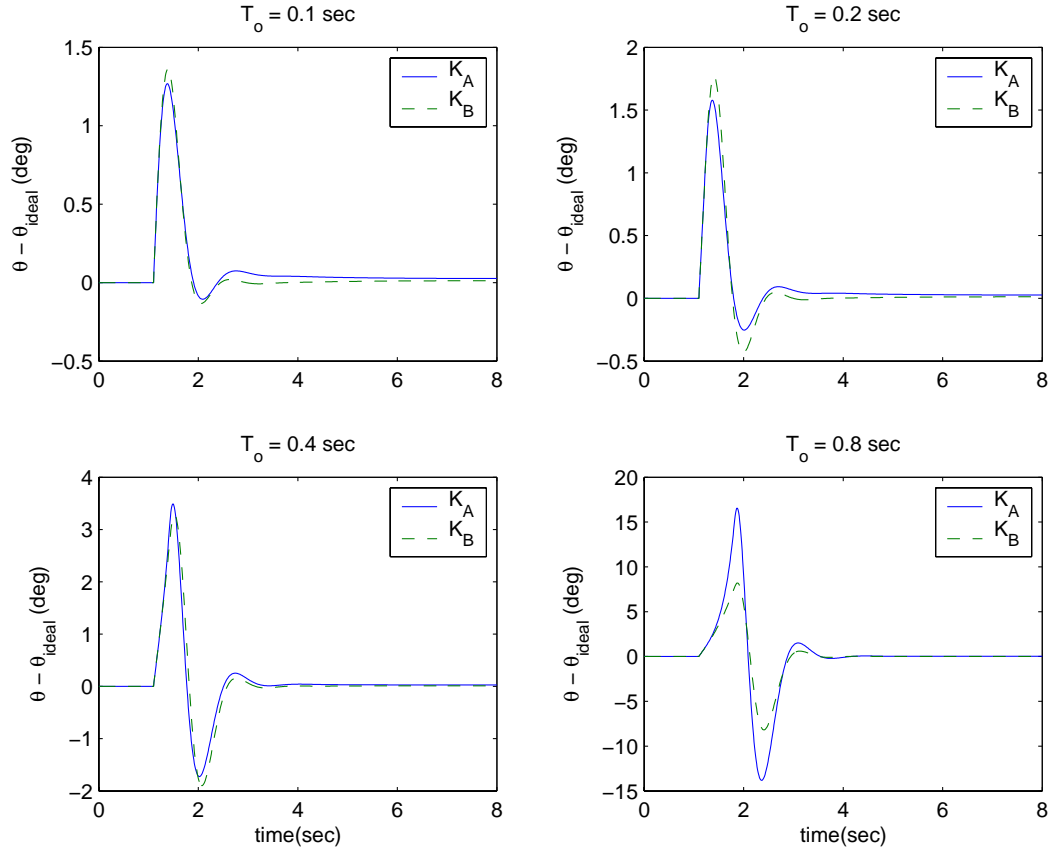 T_o = 0.1 sec
1.5
1
0.5
0
−0.5
θ − θ_ideal (deg)
K_A
K_B
0 2 4 6 8
T_o = 0.2 sec
2
1.5
1
0.5
0
−0.5
θ − θ_ideal (deg)
K_A
K_B
0 2 4 6 8
T_o = 0.4 sec
4
3
2
1
0
−1
−2
θ − θ_ideal (deg)
K_A
K_B
0 2 4 6 8
time(sec)
T_o = 0.8 sec
20
15
10
5
0
−5
−10
−15
θ − θ_ideal (deg)
K_A
K_B
0 2 4 6 8
time(sec)